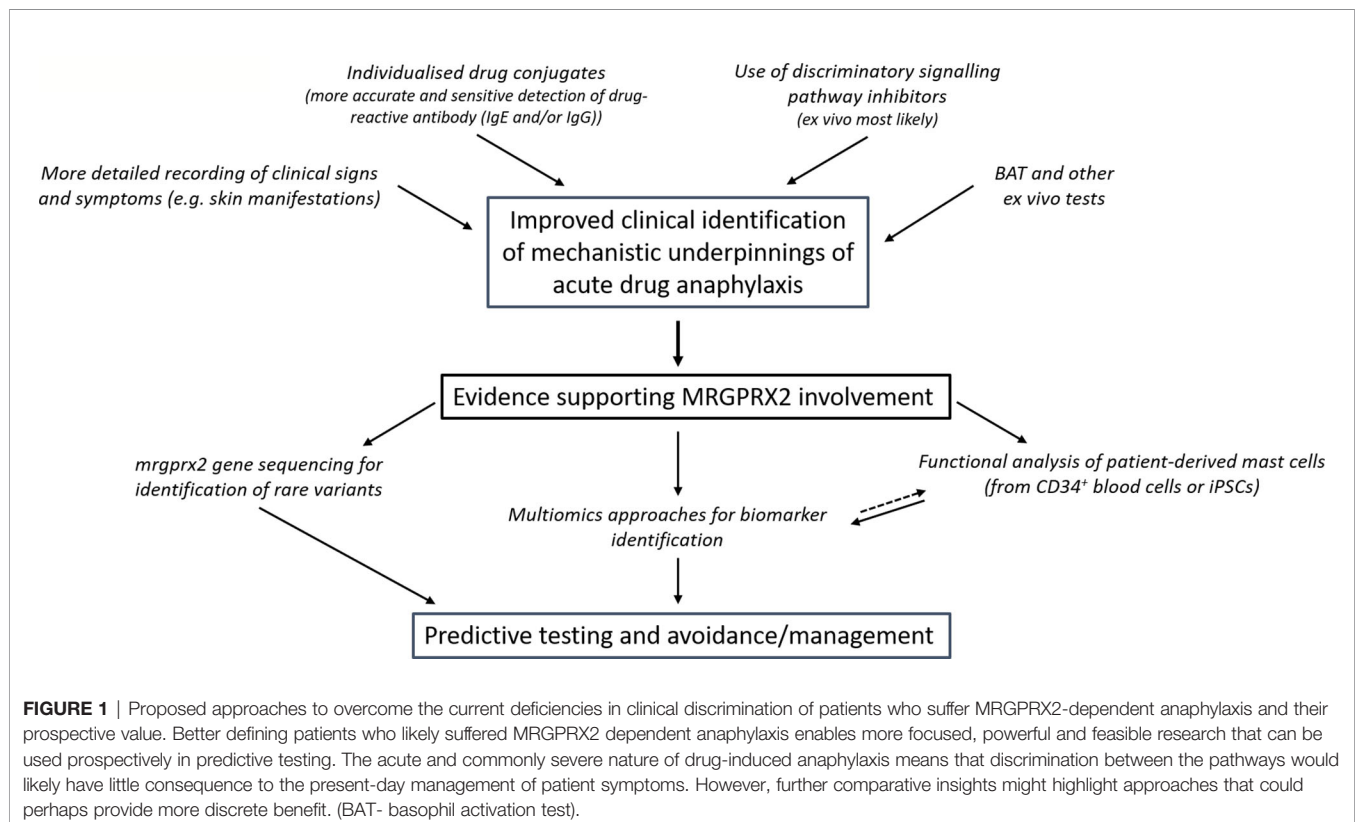 Individualised drug conjugates
(more accurate and sensitive detection of drug-
reactive antibody (IgE and/or IgG))
Use of discriminatory signalling
pathway inhibitors
(ex vivo most likely)
More detailed recording of clinical signs
and symptoms (e.g. skin manifestations)
BAT and other
ex vivo tests
Improved clinical identification
of mechanistic underpinnings of
acute drug anaphylaxis
Evidence supporting MRGPRX2 involvement
mrgprx2 gene sequencing for
identification of rare variants
Functional analysis of patient-derived mast cells
(from CD34⁺ blood cells or iPSCs)
Multiomics approaches for biomarker
identification
Predictive testing and avoidance/management
FIGURE 1 | Proposed approaches to overcome the current deficiencies in clinical discrimination of patients who suffer MRGPRX2-dependent anaphylaxis and their
prospective value. Better defining patients who likely suffered MRGPRX2 dependent anaphylaxis enables more focused, powerful and feasible research that can be
used prospectively in predictive testing. The acute and commonly severe nature of drug-induced anaphylaxis means that discrimination between the pathways would
likely have little consequence to the present-day management of patient symptoms. However, further comparative insights might highlight approaches that could
perhaps provide more discrete benefit. (BAT- basophil activation test).